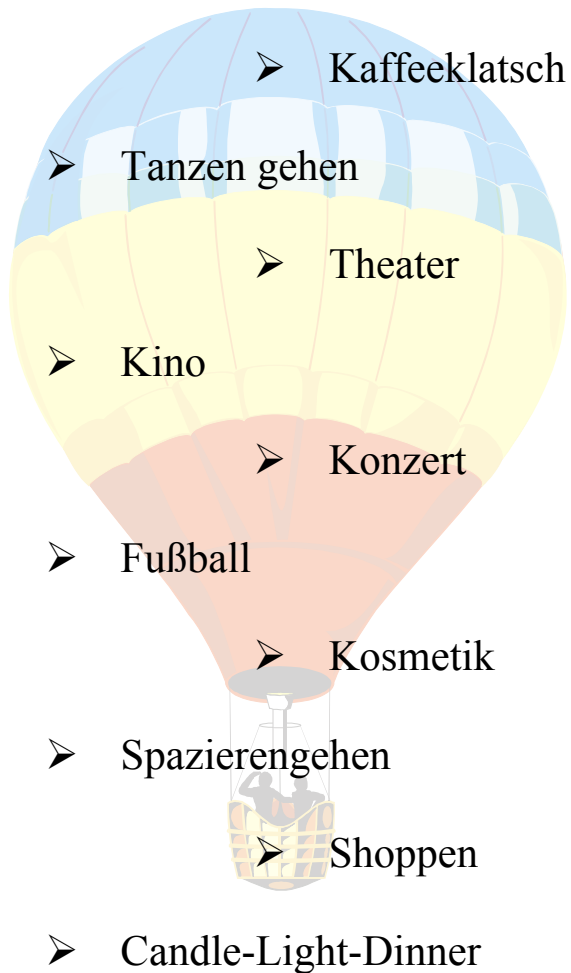 ➢ Kaffeeklatsch
➢ Tanzen gehen
➢ Theater
➢ Kino
➢ Konzert
➢ Fußball
➢ Kosmetik
➢ Spazierengehen
➢ Shoppen
➢ Candle-Light-Dinner